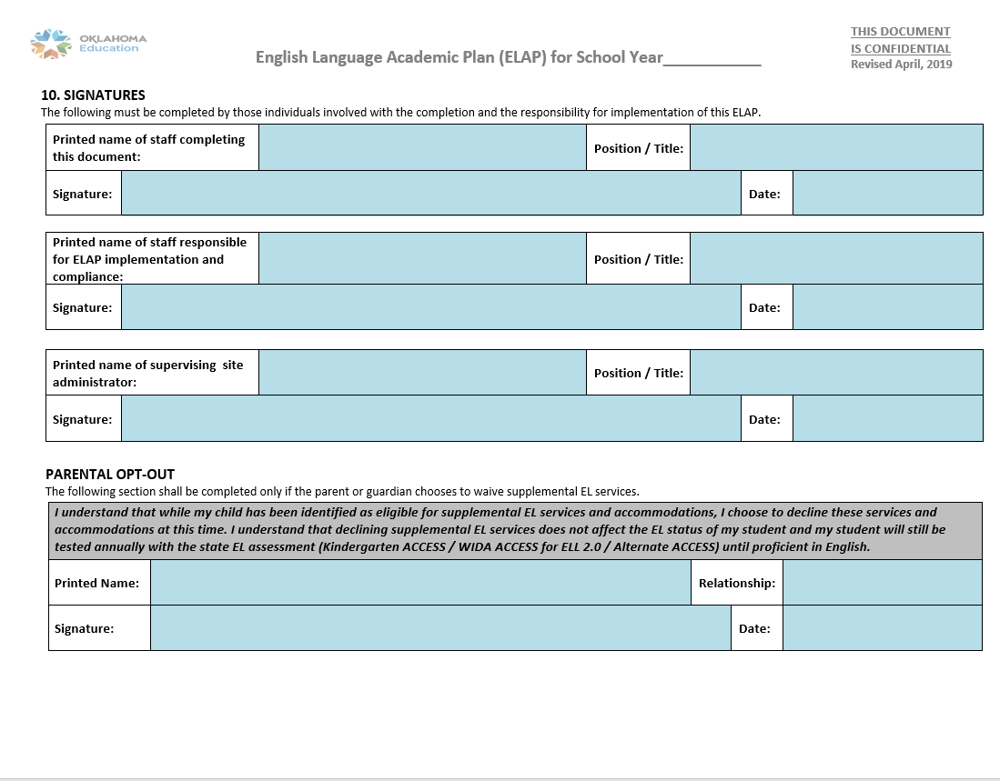 OKLAHOMA
Education
THIS DOCUMENT
IS CONFIDENTIAL
Revised April, 2019
English Language Academic Plan (ELAP) for School Year___________
10. SIGNATURES
The following must be completed by those individuals involved with the completion and the responsibility for implementation of this ELAP.
Printed name of staff completing
this document:
Position / Title:
Signature:
Date:
Printed name of staff responsible
for ELAP implementation and
compliance:
Position / Title:
Signature:
Date:
Printed name of supervising site
administrator:
Position / Title:
Signature:
Date:
PARENTAL OPT-OUT
The following section shall be completed only if the parent or guardian chooses to waive supplemental EL services.
I understand that while my child has been identified as eligible for supplemental EL services and accommodations, I choose to decline these services and
accommodations at this time. I understand that declining supplemental EL services does not affect the EL status of my student and my student will still be
tested annually with the state EL assessment (Kindergarten ACCESS / WIDA ACCESS for ELL 2.0 / Alternate ACCESS) until proficient in English.
Printed Name:
Relationship:
Signature:
Date: